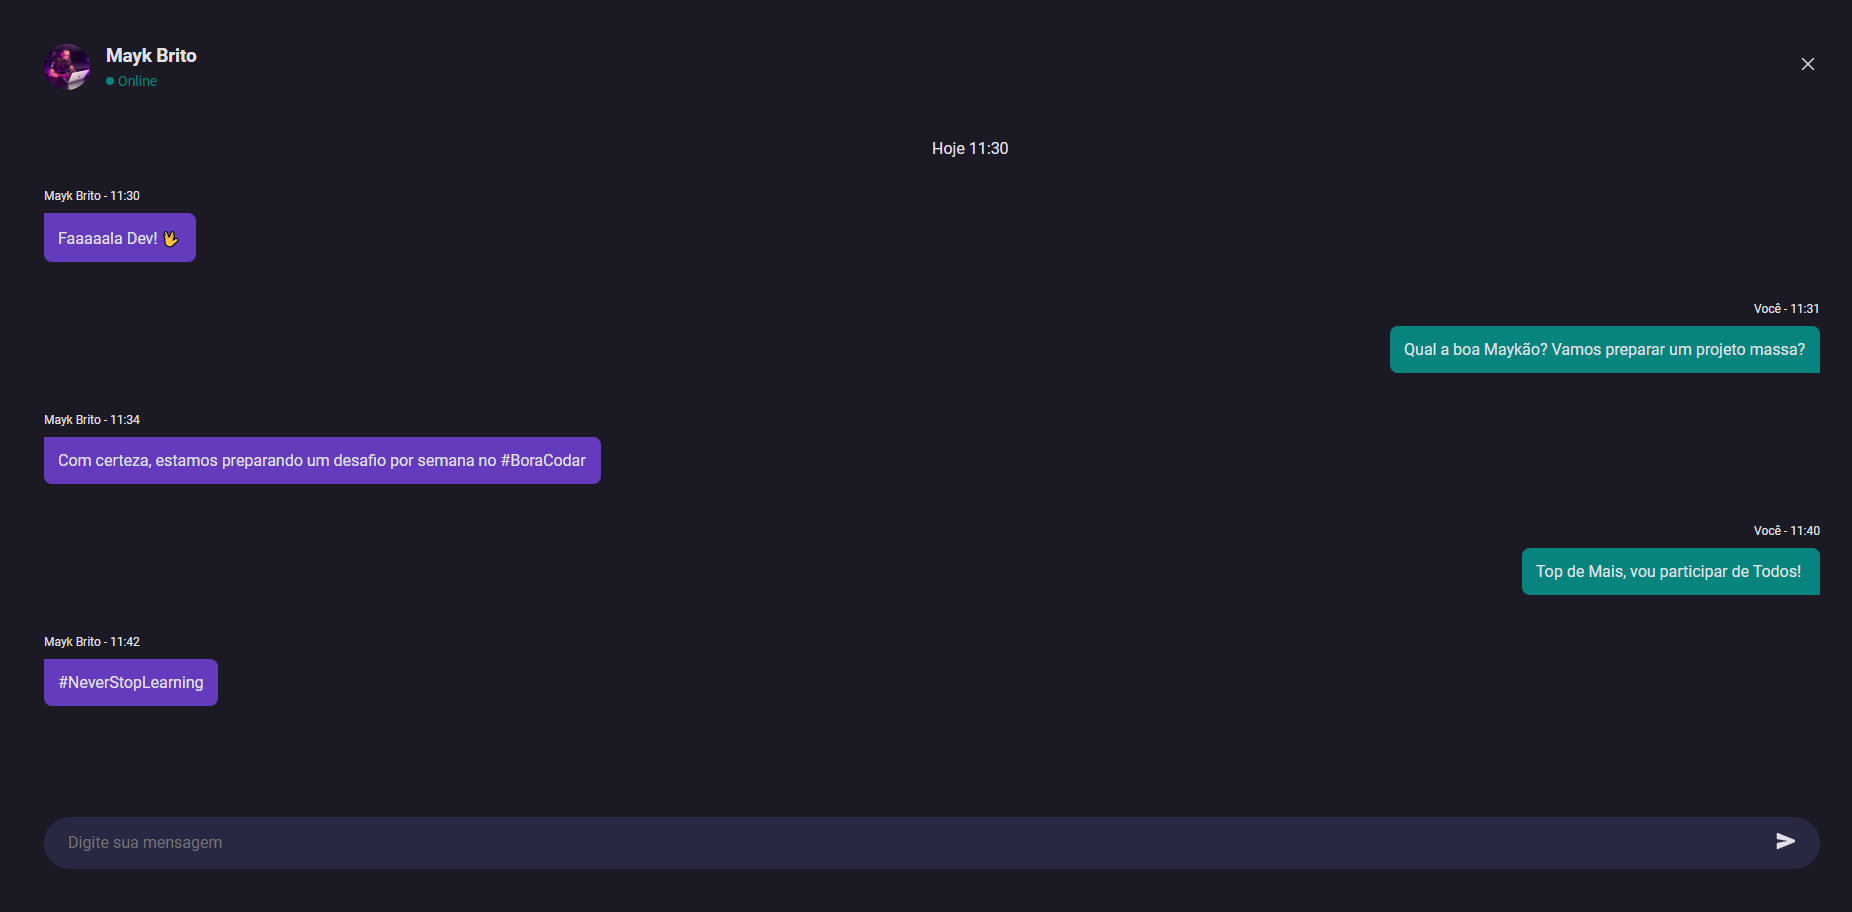 Mayk Brito
Online
Hoje 11:30
Mayk Brito - 11:30
Faaaaala Dev! 🖖
Você - 11:31
Qual a boa Maykão? Vamos preparar um projeto massa?
Mayk Brito - 11:34
Com certeza, estamos preparando um desafio por semana no #BoraCodar
Você - 11:40
Top de Mais, vou participar de Todos!
Mayk Brito - 11:42
#NeverStopLearning
Digite sua mensagem